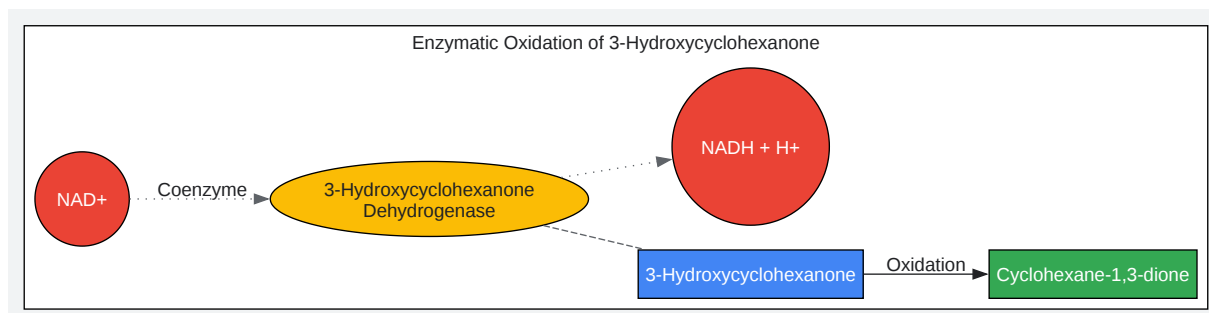 Enzymatic Oxidation of 3-Hydroxycyclohexanone
NADH + H+
NAD+
Coenzyme
3-Hydroxycyclohexanone
Dehydrogenase
3-Hydroxycyclohexanone
Oxidation
Cyclohexane-1,3-dione